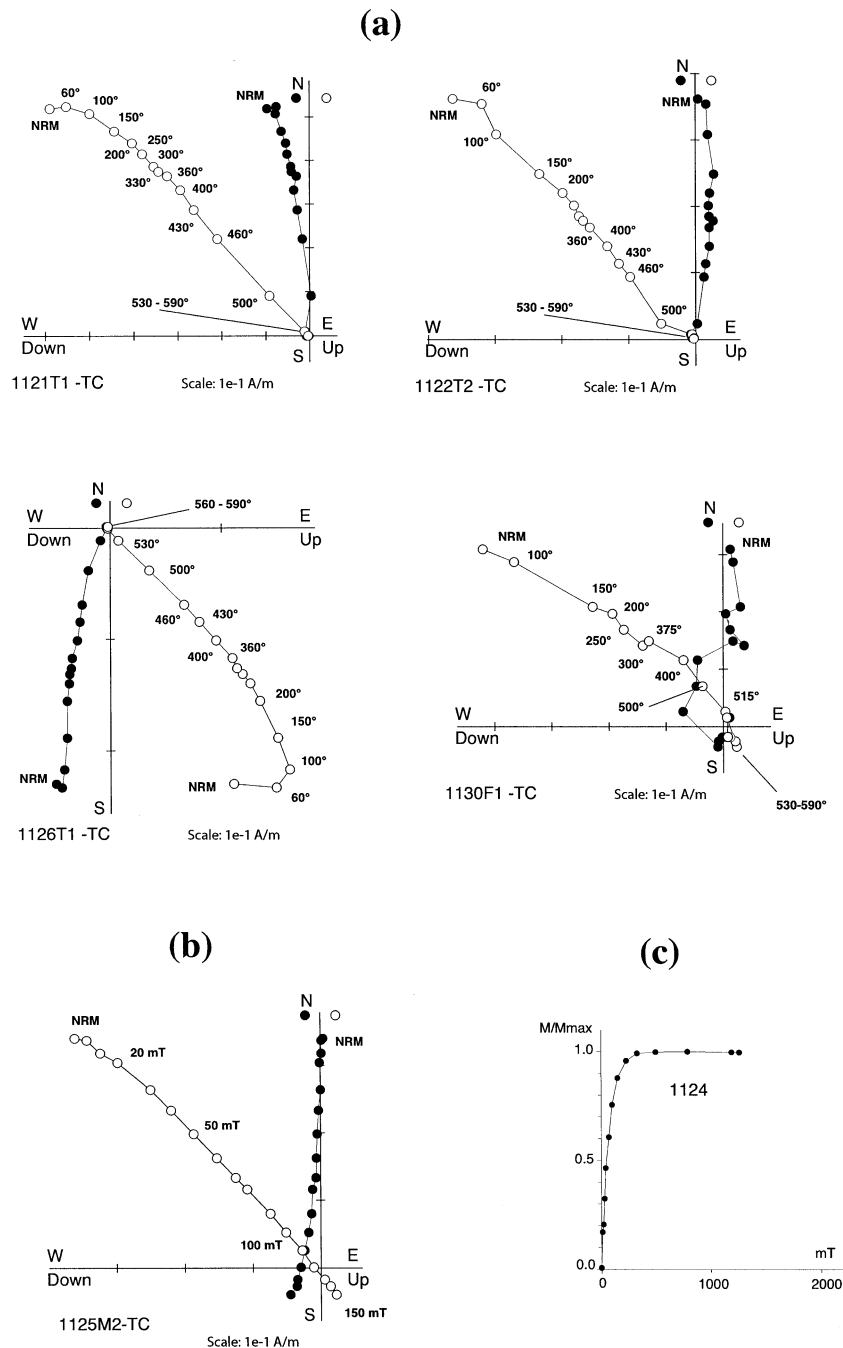 (a)
N
NRM
60°
100°
150°
200°
250°
300°
330°
360°
400°
430°
460°
500°
530 - 590°
NRM
W
E
Down
Up
S
1121T1 -TC
Scale: 1e-1 A/m
N
NRM
60°
100°
150°
200°
360°
400°
430°
460°
500°
530 - 590°
NRM
W
E
Down
Up
S
1122T2 -TC
Scale: 1e-1 A/m
N
560 - 590°
W
E
Down
Up
530°
500°
460°
430°
400°
360°
200°
150°
100°
60°
NRM
NRM
S
1126T1 -TC
Scale: 1e-1 A/m
N
NRM
NRM
100°
150°
200°
250°
300°
375°
400°
500°
515°
W
E
Down
Up
S
530-590°
1130F1 -TC
Scale: 1e-1 A/m
(b)
N
NRM
NRM
20 mT
50 mT
100 mT
W
E
Down
Up
S
150 mT
1125M2-TC
Scale: 1e-1 A/m
(c)
M/Mmax
1.0
1124
0.5
0.0
mT
0
1000
2000